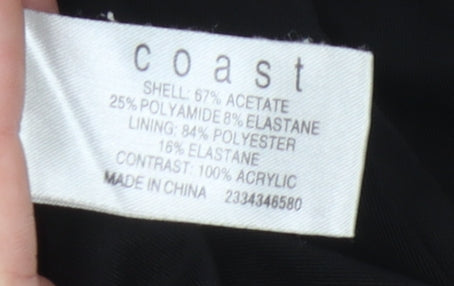 coast
SHELL: 67% ACETATE
25% POLYAMIDE 8% ELASTANE
LINING: 84% POLYESTER
16% ELASTANE
CONTRAST: 100% ACRYLIC
MADE IN CHINA 2334346580